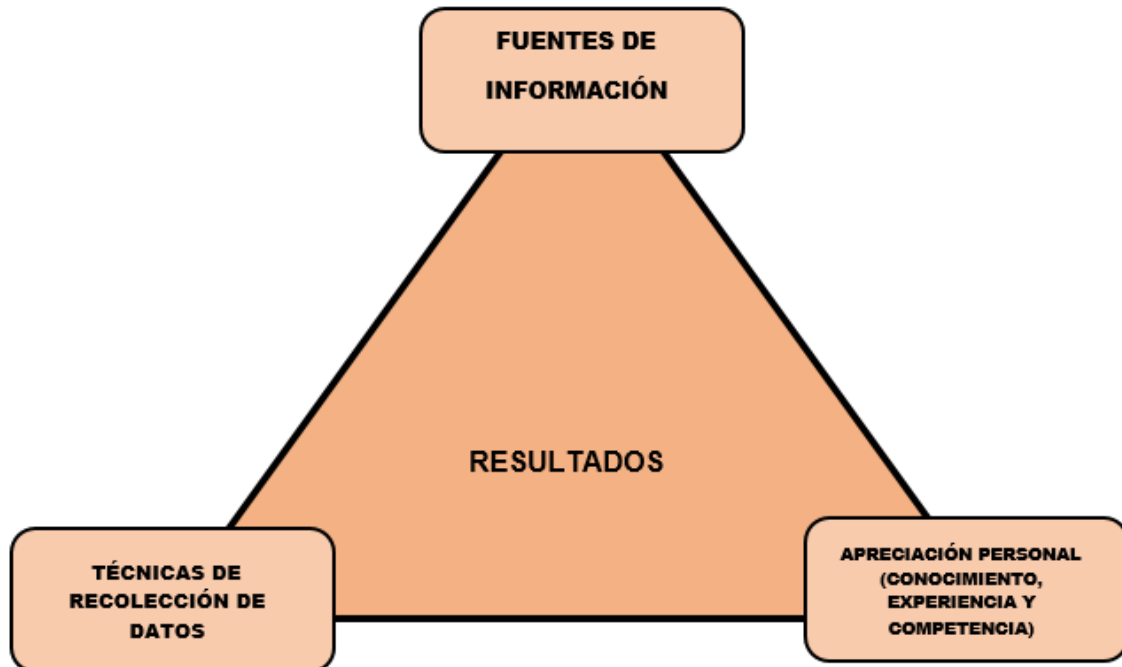 FUENTES DE
INFORMACIÓN
RESULTADOS
TÉCNICAS DE
RECOLECCIÓN DE
DATOS
APRECIACIÓN PERSONAL
(CONOCIMIENTO,
EXPERIENCIA Y
COMPETENCIA)